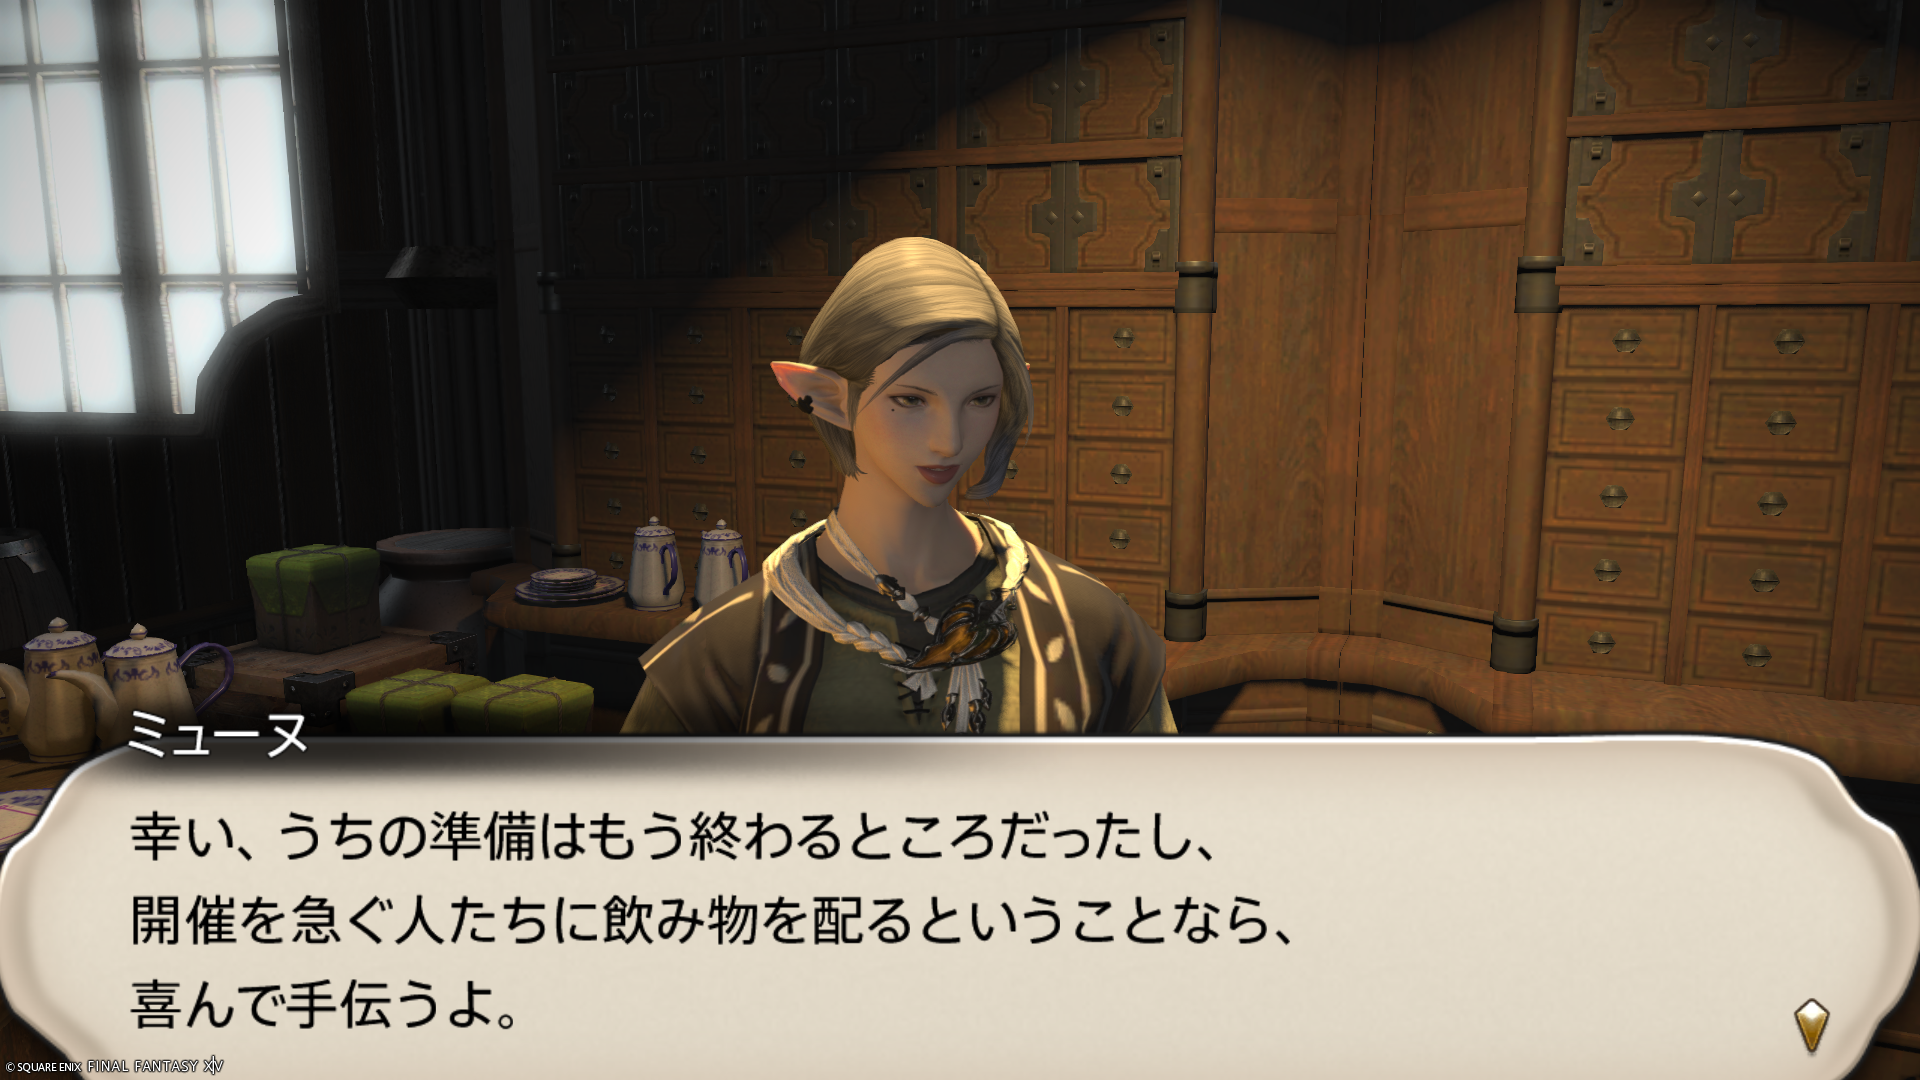 ミューヌ
幸い、うちの準備はもう終わるところだったし、
開催を急ぐ人たちに飲み物を配るということなら、
喜んで手伝うよ。
© SQUARE ENIX FINAL FANTASY XIV